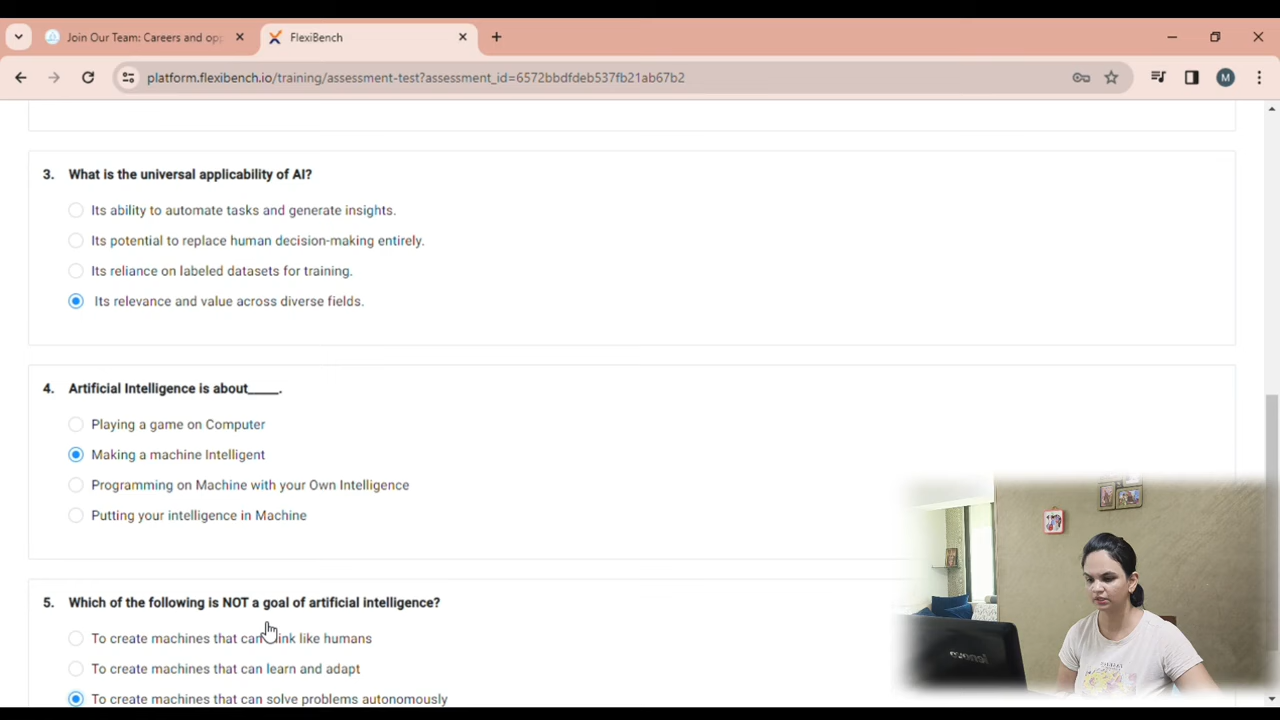 Join Our Team: Careers and opp
FlexiBench
platform.flexibench.io/training/assessment-test?assessment_id=6572bbdfdeb537fb21ab67b2
M
3. What is the universal applicability of AI?
Its ability to automate tasks and generate insights.
Its potential to replace human decision-making entirely.
Its reliance on labeled datasets for training.
Its relevance and value across diverse fields.
4. Artificial Intelligence is about_____.
Playing a game on Computer
Making a machine Intelligent
Programming on Machine with your Own Intelligence
Putting your intelligence in Machine
5. Which of the following is NOT a goal of artificial intelligence?
To create machines that can think like humans
To create machines that can learn and adapt
To create machines that can solve problems autonomously